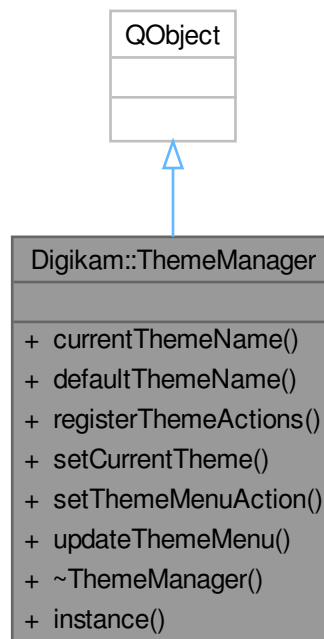 QObject
Digikam::ThemeManager
+ currentThemeName()
+ defaultThemeName()
+ registerThemeActions()
+ setCurrentTheme()
+ setThemeMenuAction()
+ updateThemeMenu()
+ ~ThemeManager()
+ instance()